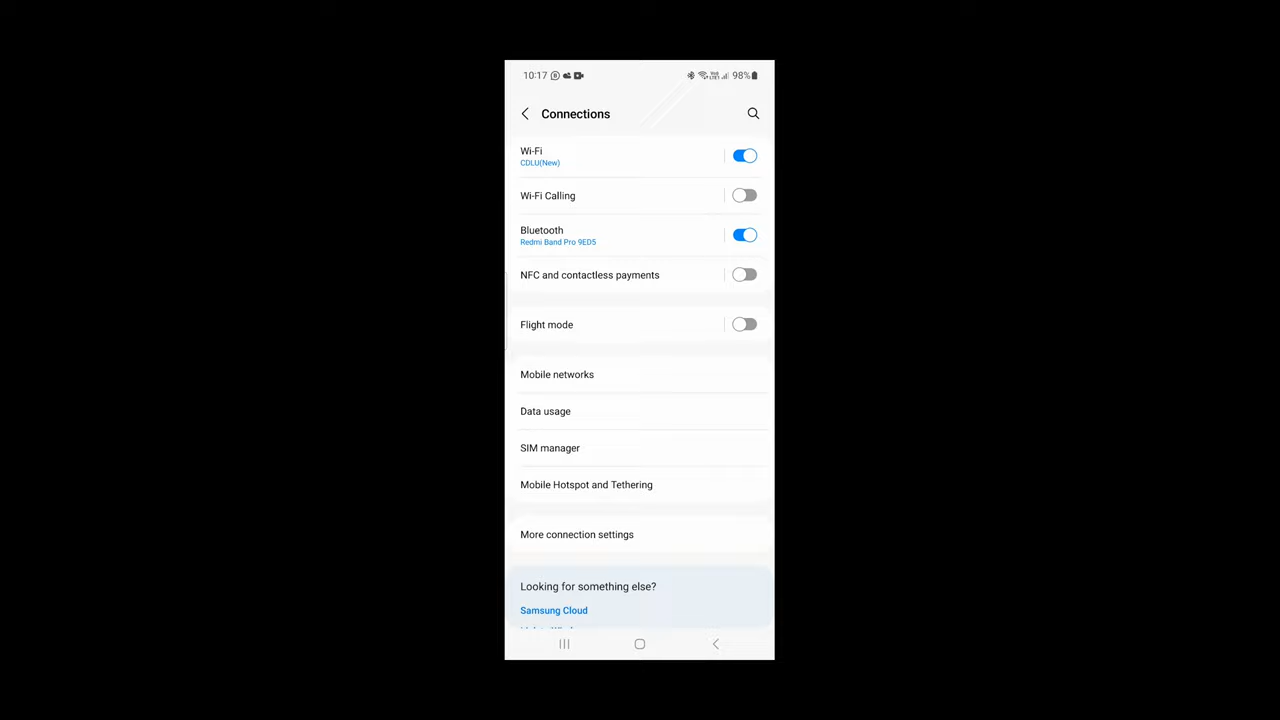 10:17 98%
Connections
Wi-Fi
CDLU(New)
Wi-Fi Calling
Bluetooth
Redmi Band Pro 9ED5
NFC and contactless payments
Flight mode
Mobile networks
Data usage
SIM manager
Mobile Hotspot and Tethering
More connection settings
Looking for something else?
Samsung Cloud